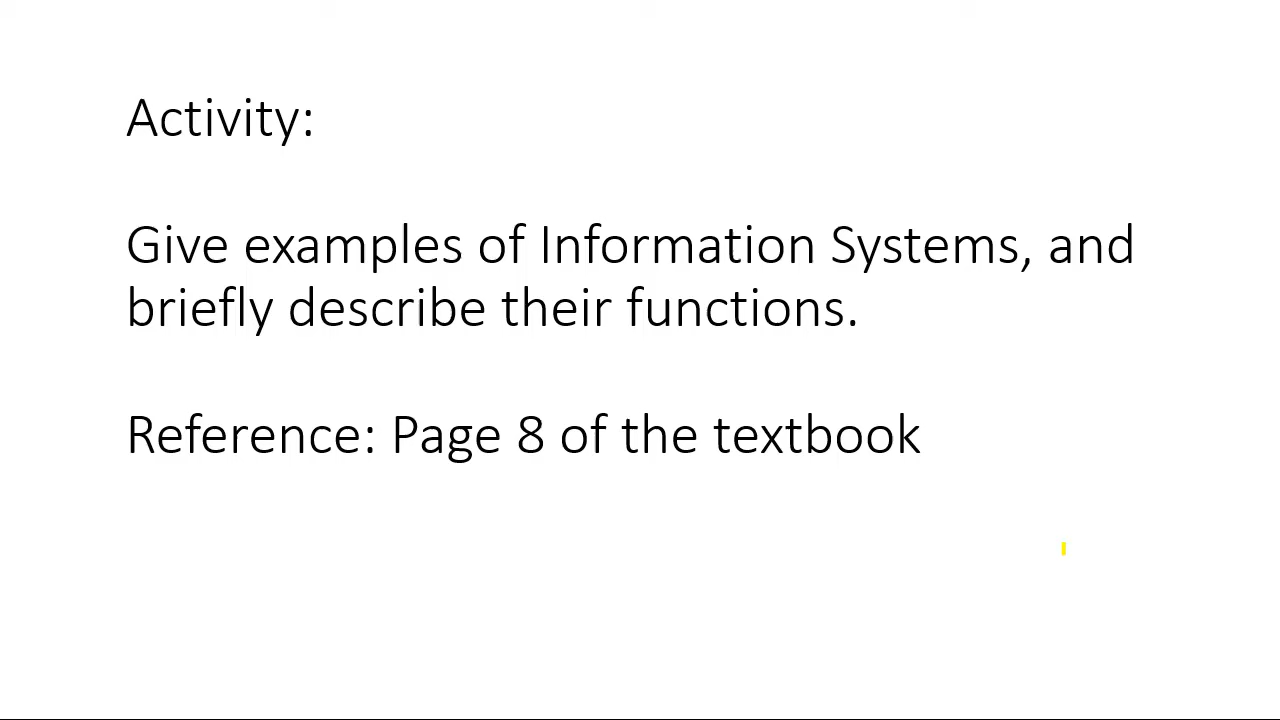 Activity:
Give examples of Information Systems, and
briefly describe their functions.
Reference: Page 8 of the textbook